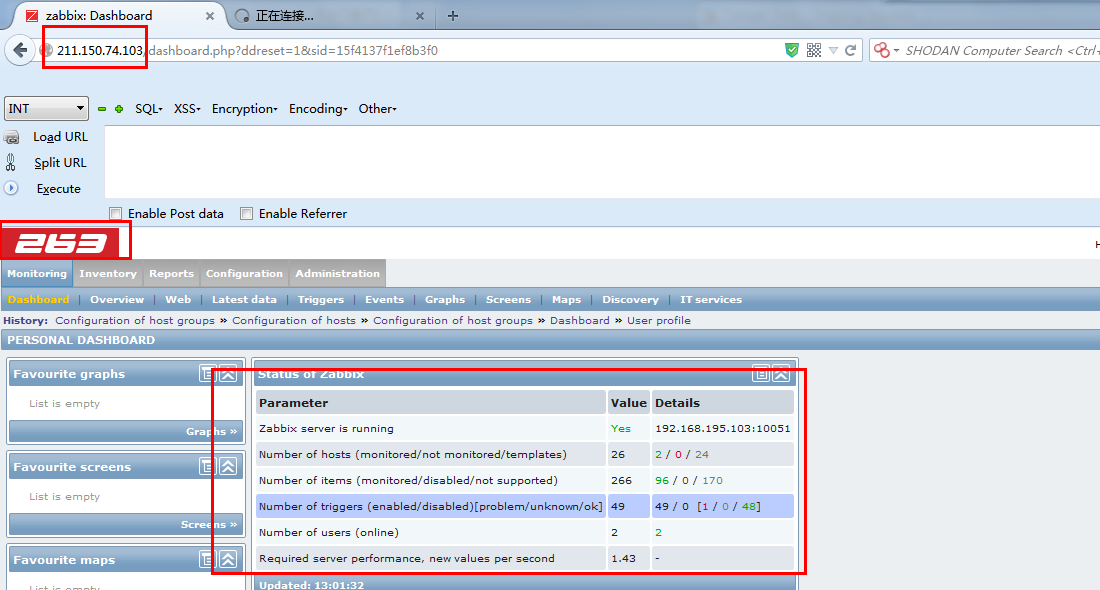 zabbix: Dashboard × 正在连接... × +
211.150.74.103/dashboard.php?ddreset=1&sid=15f4137f1ef8b3f0 SHODAN Computer Search <Ctrl+
INT SQL XSS Encryption Encoding Other
Load URL
Split URL
Execute
Enable Post data Enable Referrer
263
H
Monitoring Inventory Reports Configuration Administration
Dashboard | Overview | Web | Latest data | Triggers | Events | Graphs | Screens | Maps | Discovery | IT services
History: Configuration of host groups » Configuration of hosts » Configuration of host groups » Dashboard » User profile
PERSONAL DASHBOARD
Favourite graphs
List is empty
Graphs »
Favourite screens
List is empty
Screens »
Favourite maps
List is empty
Status of Zabbix
Parameter Value Details
Zabbix server is running Yes 192.168.195.103:10051
Number of hosts (monitored/not monitored/templates) 26 2 / 0 / 24
Number of items (monitored/disabled/not supported) 266 96 / 0 / 170
Number of triggers (enabled/disabled)[problem/unknown/ok] 49 49 / 0 [1 / 0 / 48]
Number of users (online) 2 2
Required server performance, new values per second 1.43 -
Updated: 13:01:32